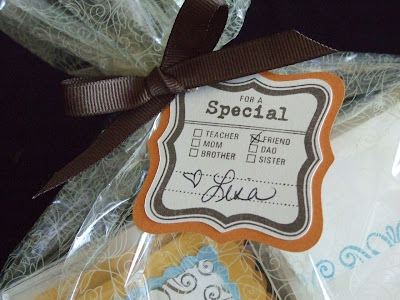 FOR A
Special
☐ TEACHER ☒ FRIEND
☐ MOM ☐ DAD
☐ BROTHER ☐ SISTER
♡ Lisa